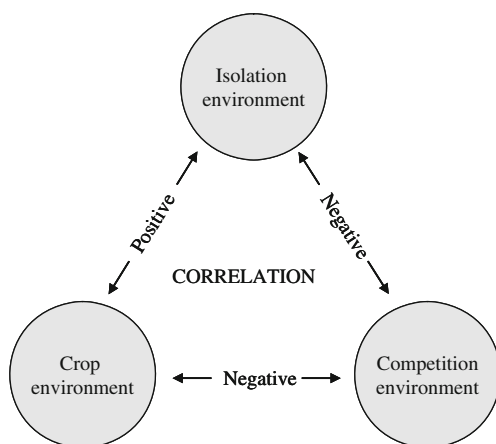 Isolation
environment
Positive
Negative
CORRELATION
Crop
environment
Negative
Competition
environment